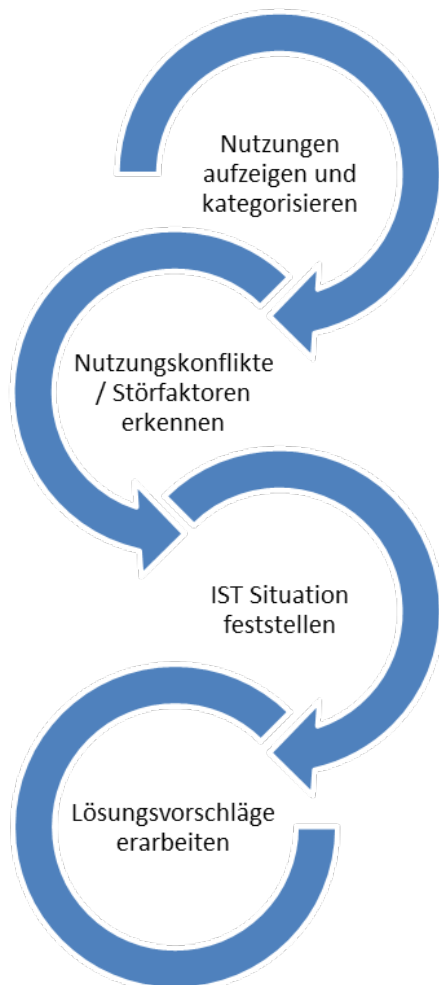 Nutzungen
aufzeigen und
kategorisieren
Nutzungskonflikte
/ Störfaktoren
erkennen
IST Situation
feststellen
Lösungsvorschläge
erarbeiten